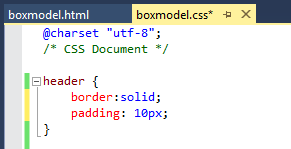 boxmodel.html boxmodel.css*
@charset "utf-8";
/* CSS Document */
header {
border:solid;
padding: 10px;
}